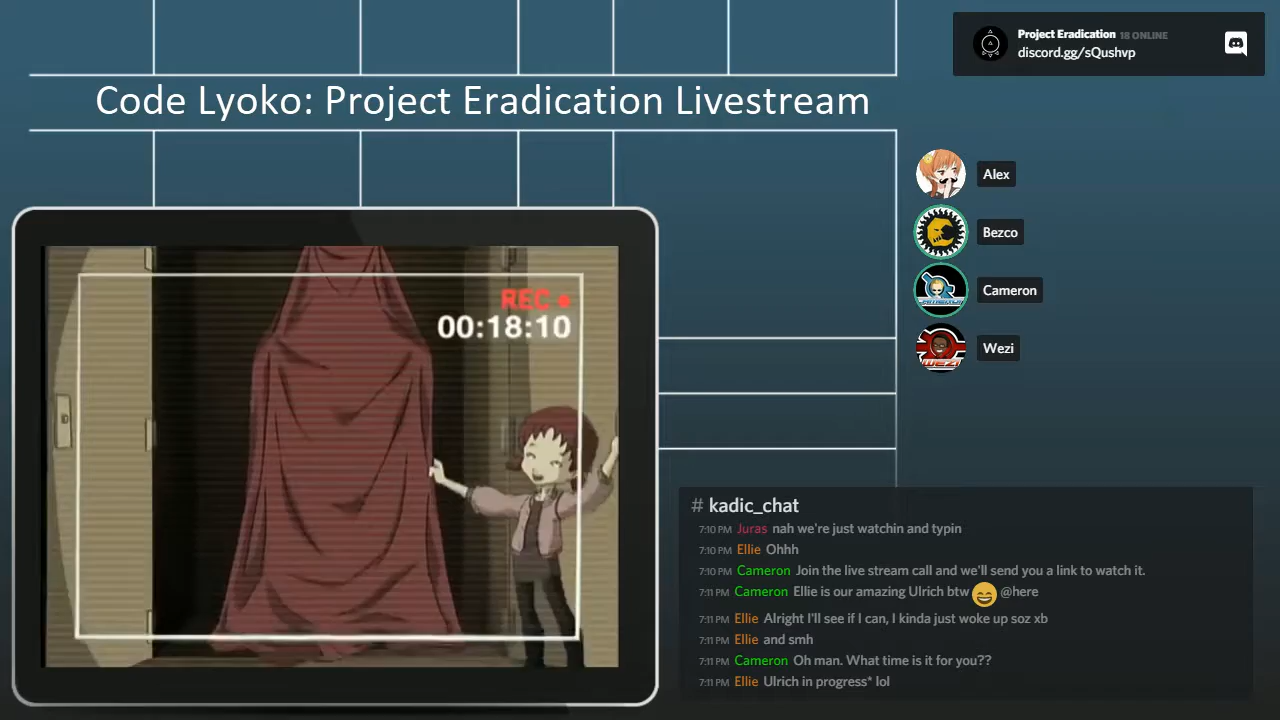 Project Eradication 18 ONLINE
discord.gg/sQushvp
Code Lyoko: Project Eradication Livestream
Alex
Bezco
Cameron
Wezi
REC
00:18:10
# kadic_chat
7:10 PM Juras nah we're just watchin and typin
7:10 PM Ellie Ohhh
7:10 PM Cameron Join the live stream call and we'll send you a link to watch it.
7:11 PM Cameron Ellie is our amazing Ulrich btw 😄 @here
7:11 PM Ellie Alright I'll see if I can, I kinda just woke up soz xb
7:11 PM Ellie and smh
7:11 PM Cameron Oh man. What time is it for you??
7:11 PM Ellie Ulrich in progress* lol